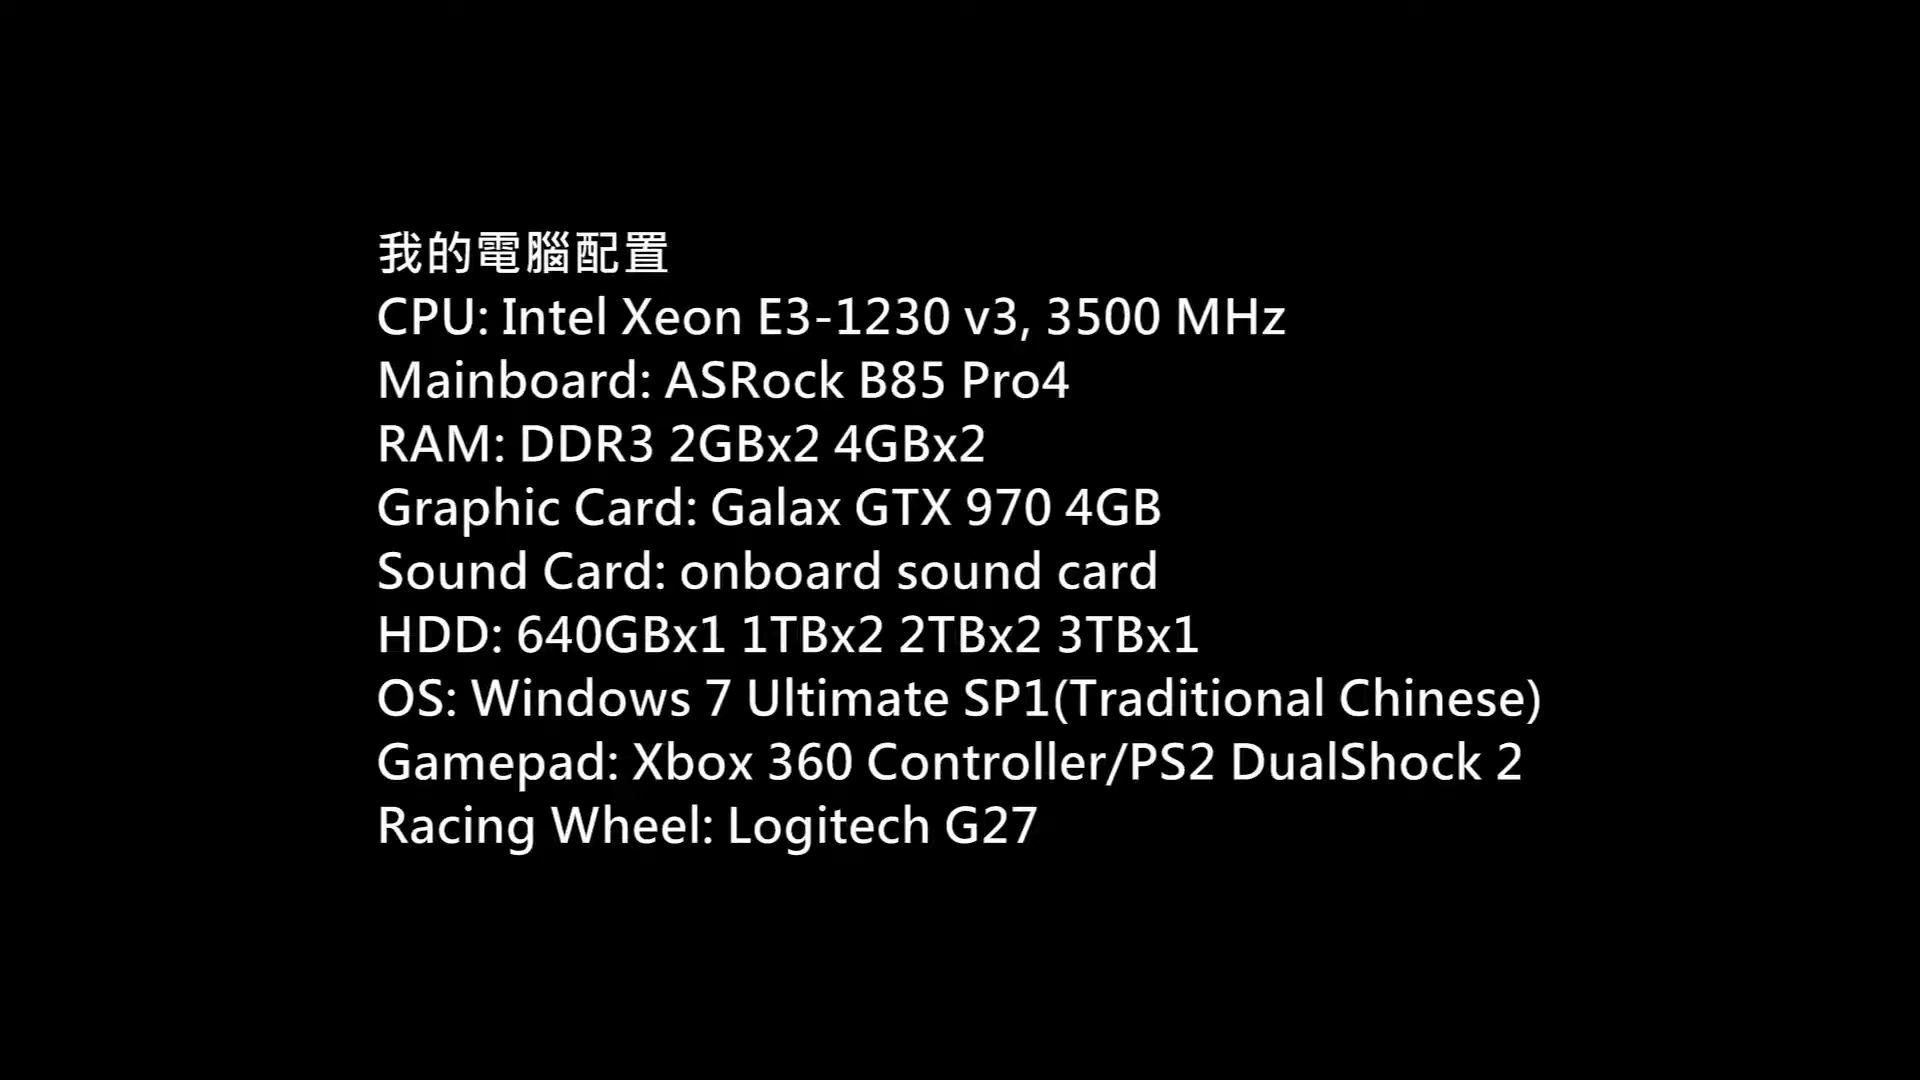 我的電腦配置
CPU: Intel Xeon E3-1230 v3, 3500 MHz
Mainboard: ASRock B85 Pro4
RAM: DDR3 2GBx2 4GBx2
Graphic Card: Galax GTX 970 4GB
Sound Card: onboard sound card
HDD: 640GBx1 1TBx2 2TBx2 3TBx1
OS: Windows 7 Ultimate SP1(Traditional Chinese)
Gamepad: Xbox 360 Controller/PS2 DualShock 2
Racing Wheel: Logitech G27